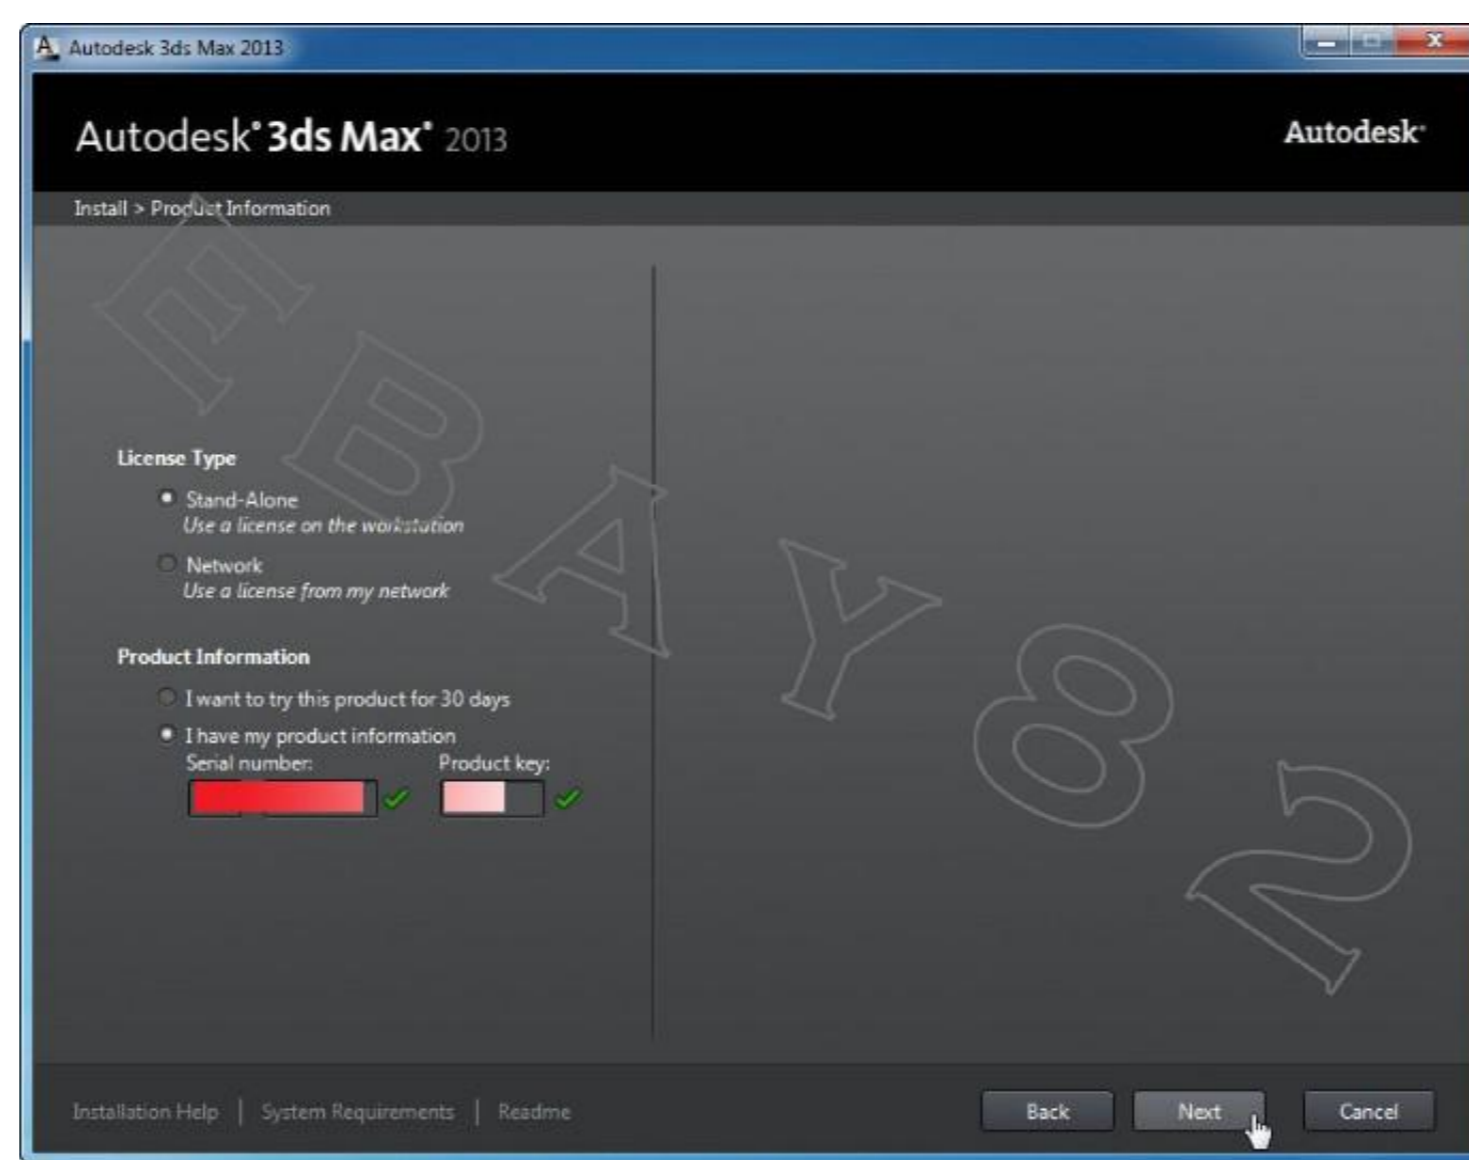 Autodesk 3ds Max 2013
Autodesk® 3ds Max® 2013
Autodesk®
Install > Product Information
License Type
Stand-Alone
Use a license on the workstation
Network
Use a license from my network
Product Information
I want to try this product for 30 days
I have my product information
Serial number: Product key:
Installation Help | System Requirements | Readme
Back Next Cancel
EBAY82